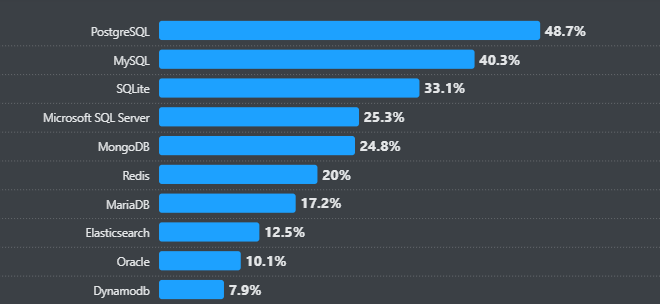 PostgreSQL 48.7%
MySQL 40.3%
SQLite 33.1%
Microsoft SQL Server 25.3%
MongoDB 24.8%
Redis 20%
MariaDB 17.2%
Elasticsearch 12.5%
Oracle 10.1%
Dynamodb 7.9%